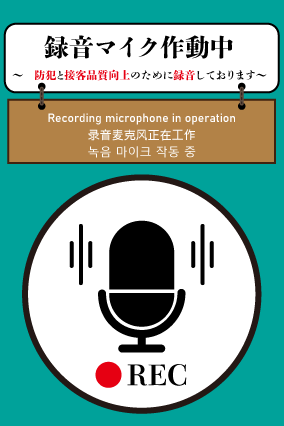 録音マイク作動中
～ 防犯と接客品質向上のために録音しております～
Recording microphone in operation
录音麦克风正在工作
녹음 마이크 작동 중
REC